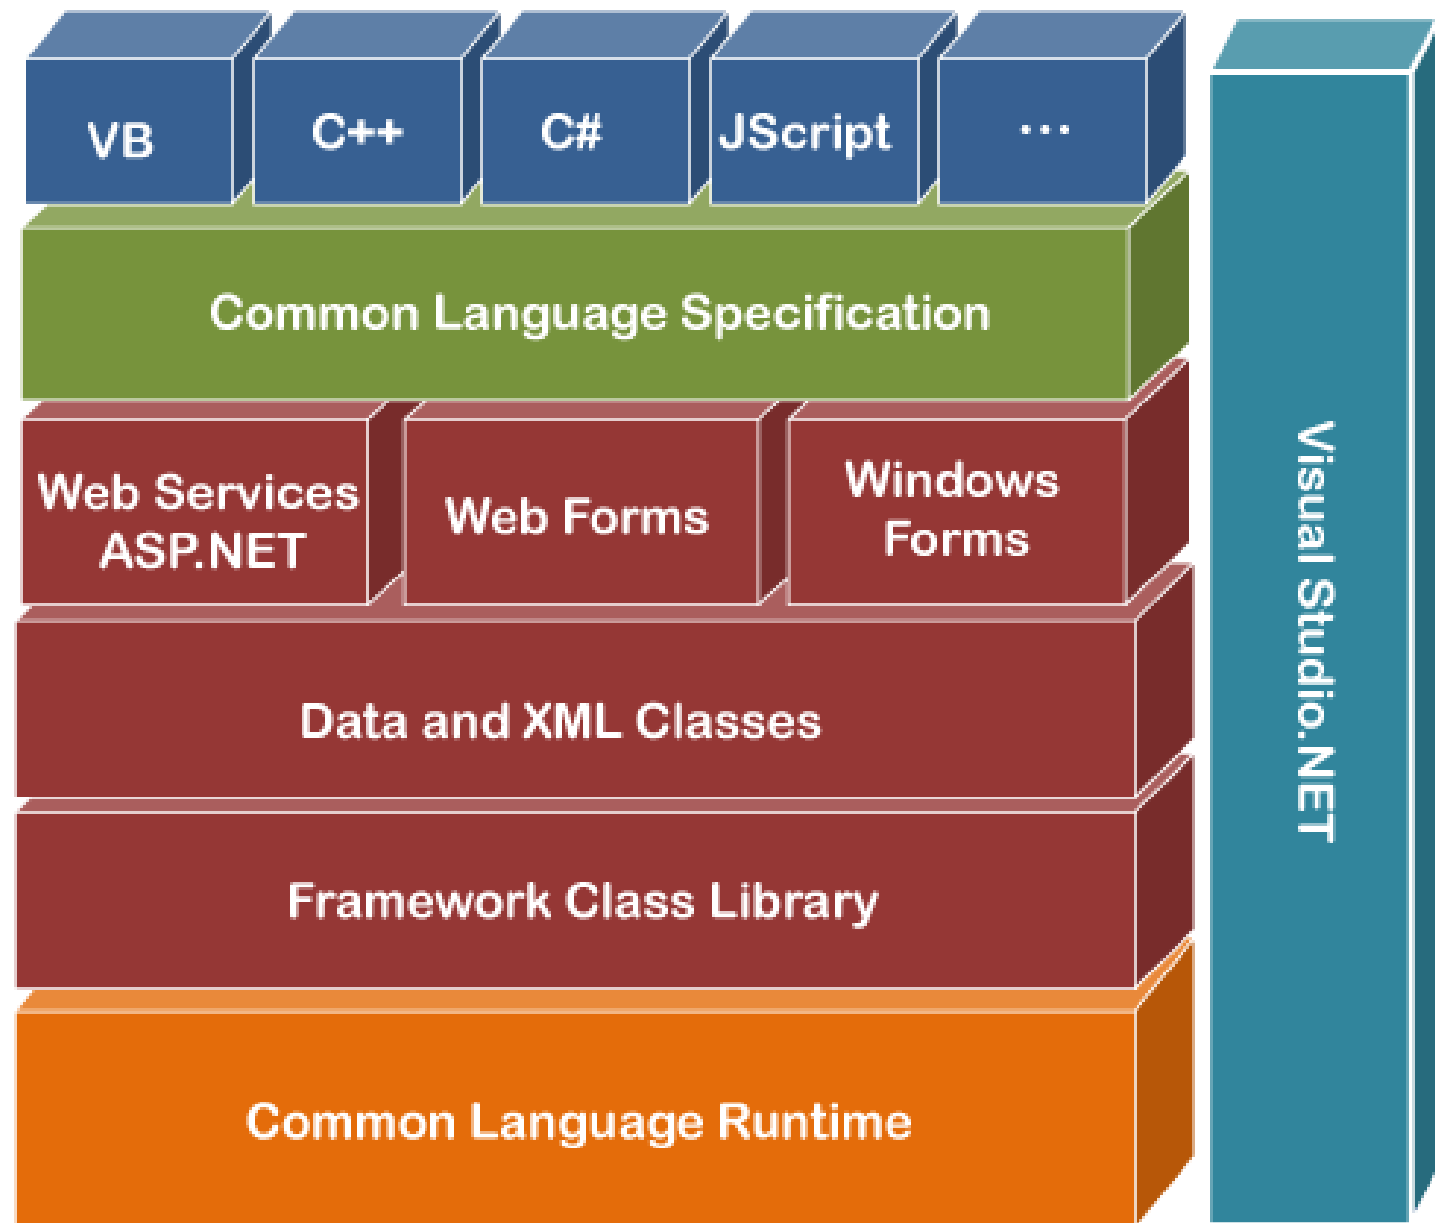 VB
C++
C#
JScript
...
Common Language Specification
Web Services
ASP.NET
Web Forms
Windows
Forms
Data and XML Classes
Framework Class Library
Common Language Runtime
Visual Studio.NET